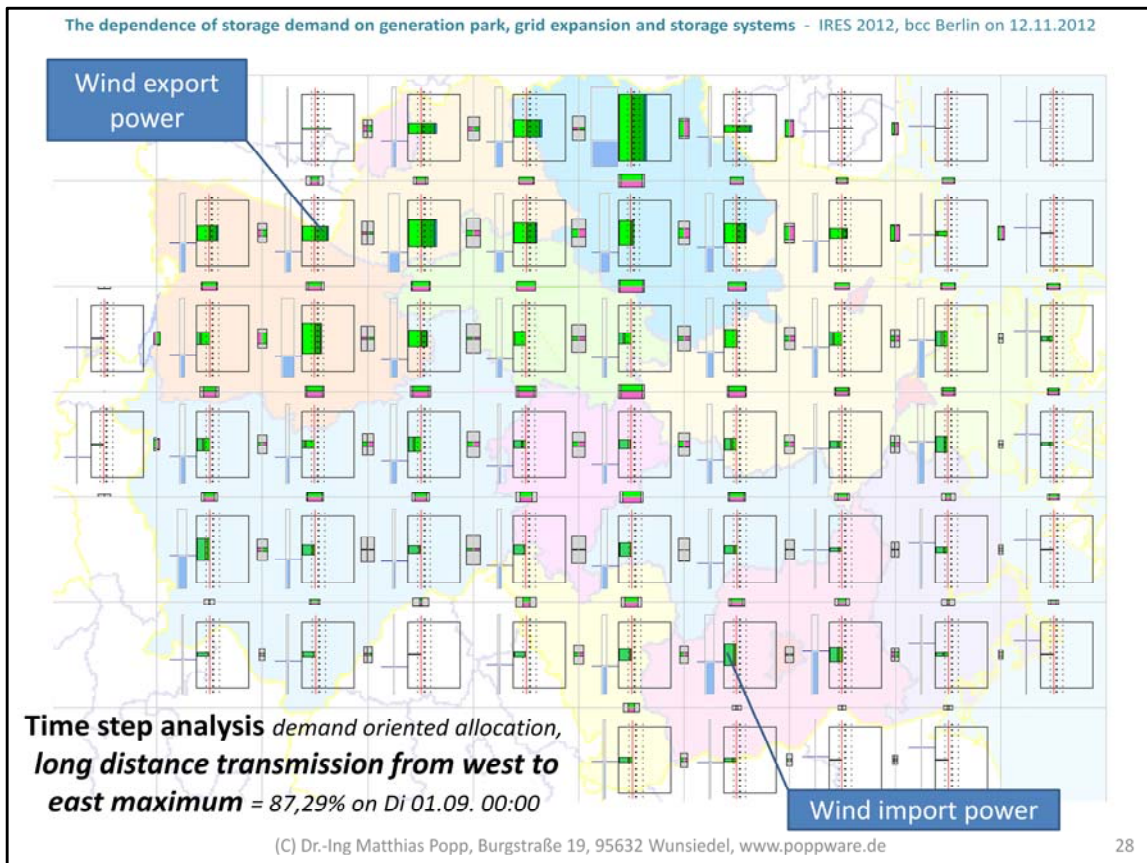 The dependence of storage demand on generation park, grid expansion and storage systems - IRES 2012, bcc Berlin on 12.11.2012
Wind export
power
Time step analysis demand oriented allocation,
long distance transmission from west to
east maximum = 87,29% on Di 01.09. 00:00
Wind import power
(C) Dr.-Ing Matthias Popp, Burgstraße 19, 95632 Wunsiedel, www.poppware.de
28